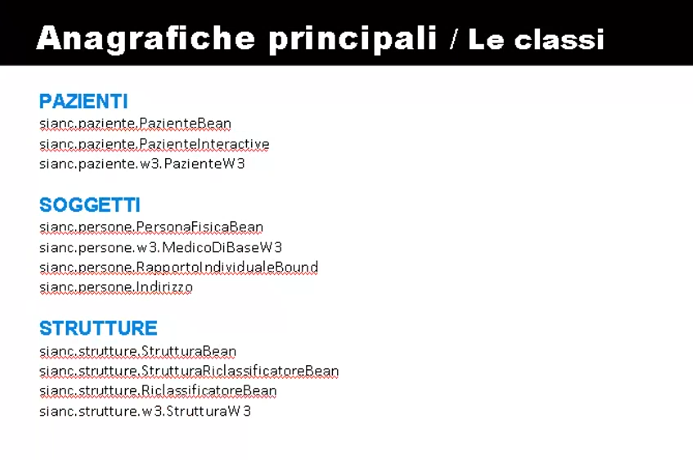 Anagrafiche principali / Le classi
PAZIENTI
sianc.paziente.PazienteBean
sianc.paziente.PazienteInteractive
sianc.paziente.w3.PazienteW3
SOGGETTI
sianc.persone.PersonaFisicaBean
sianc.persone.w3.MedicoDiBaseW3
sianc.persone.RapportoIndividualeBound
sianc.persone.Indirizzo
STRUTTURE
sianc.strutture.StrutturaBean
sianc.strutture.StrutturaRiclassificatoreBean
sianc.strutture.RiclassificatoreBean
sianc.strutture.w3.StrutturaW3